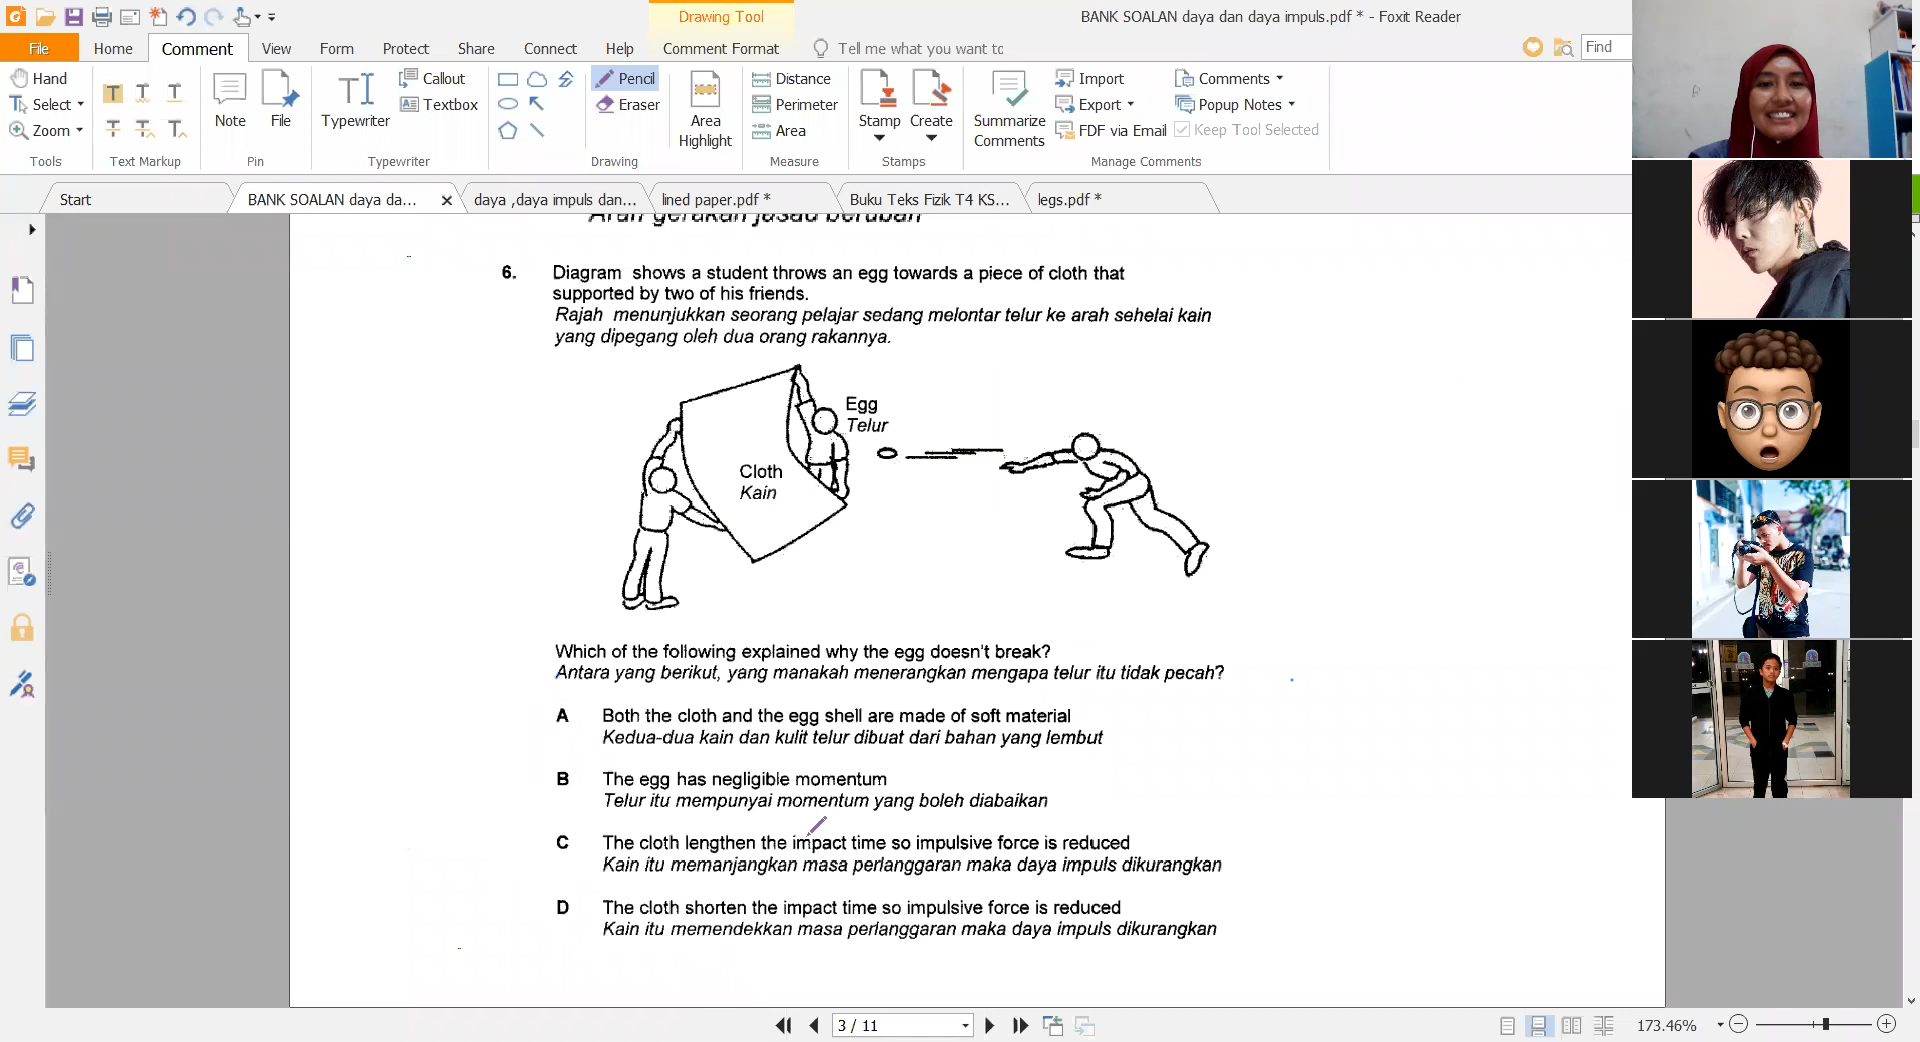 Drawing Tool
BANK SOALAN daya dan daya impuls.pdf * - Foxit Reader
File Home Comment View Form Protect Share Connect Help Comment Format Tell me what you want to Find
Hand
Select
Zoom
Tools
Text Markup
Note
File
Pin
Typewriter
Callout
Textbox
Typewriter
Pencil
Eraser
Area
Highlight
Drawing
Distance
Perimeter
Area
Measure
Stamp
Create
Stamps
Summarize
Comments
Import
Export
FDF via Email
Comments
Popup Notes
Keep Tool Selected
Manage Comments
Start
BANK SOALAN daya da...
daya ,daya impuls dan...
lined paper.pdf *
Buku Teks Fizik T4 KS...
legs.pdf *
Arah gerakan jasad berubah
6. Diagram shows a student throws an egg towards a piece of cloth that
supported by two of his friends.
Rajah menunjukkan seorang pelajar sedang melontar telur ke arah sehelai kain
yang dipegang oleh dua orang rakannya.
Egg
Telur
Cloth
Kain
Which of the following explained why the egg doesn't break?
Antara yang berikut, yang manakah menerangkan mengapa telur itu tidak pecah?
A Both the cloth and the egg shell are made of soft material
Kedua-dua kain dan kulit telur dibuat dari bahan yang lembut
B The egg has negligible momentum
Telur itu mempunyai momentum yang boleh diabaikan
C The cloth lengthen the impact time so impulsive force is reduced
Kain itu memanjangkan masa perlanggaran maka daya impuls dikurangkan
D The cloth shorten the impact time so impulsive force is reduced
Kain itu memendekkan masa perlanggaran maka daya impuls dikurangkan
3 / 11
173.46%